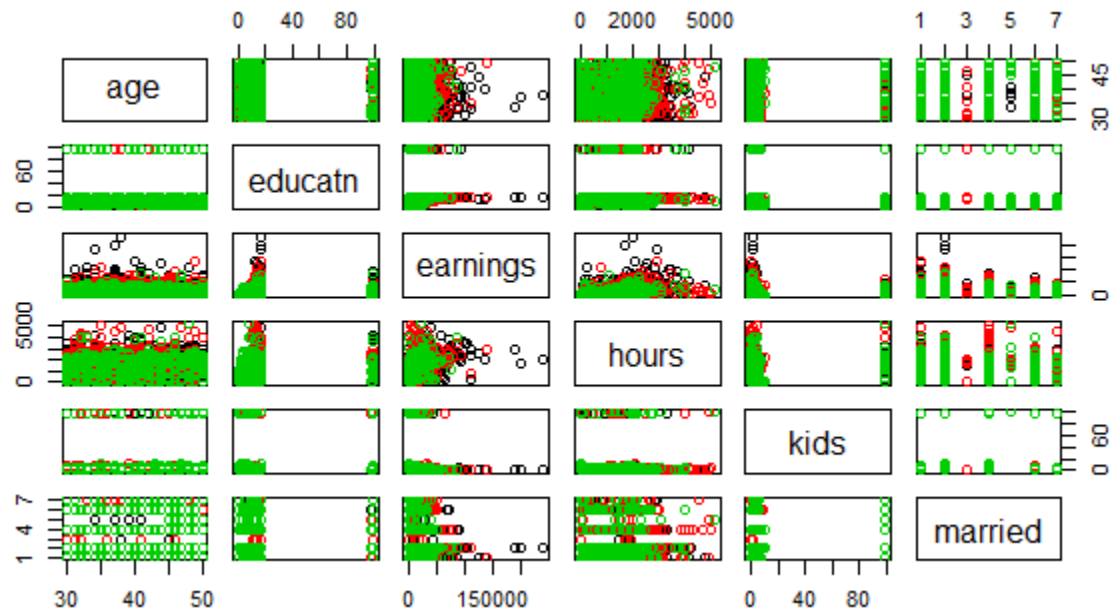 0 40 80 0 2000 5000 1 3 5 7
age 30 45
0 60 educatn
earnings 0
0 5000 hours
kids 0 60
1 4 7 married
30 40 50 0 150000 0 40 80